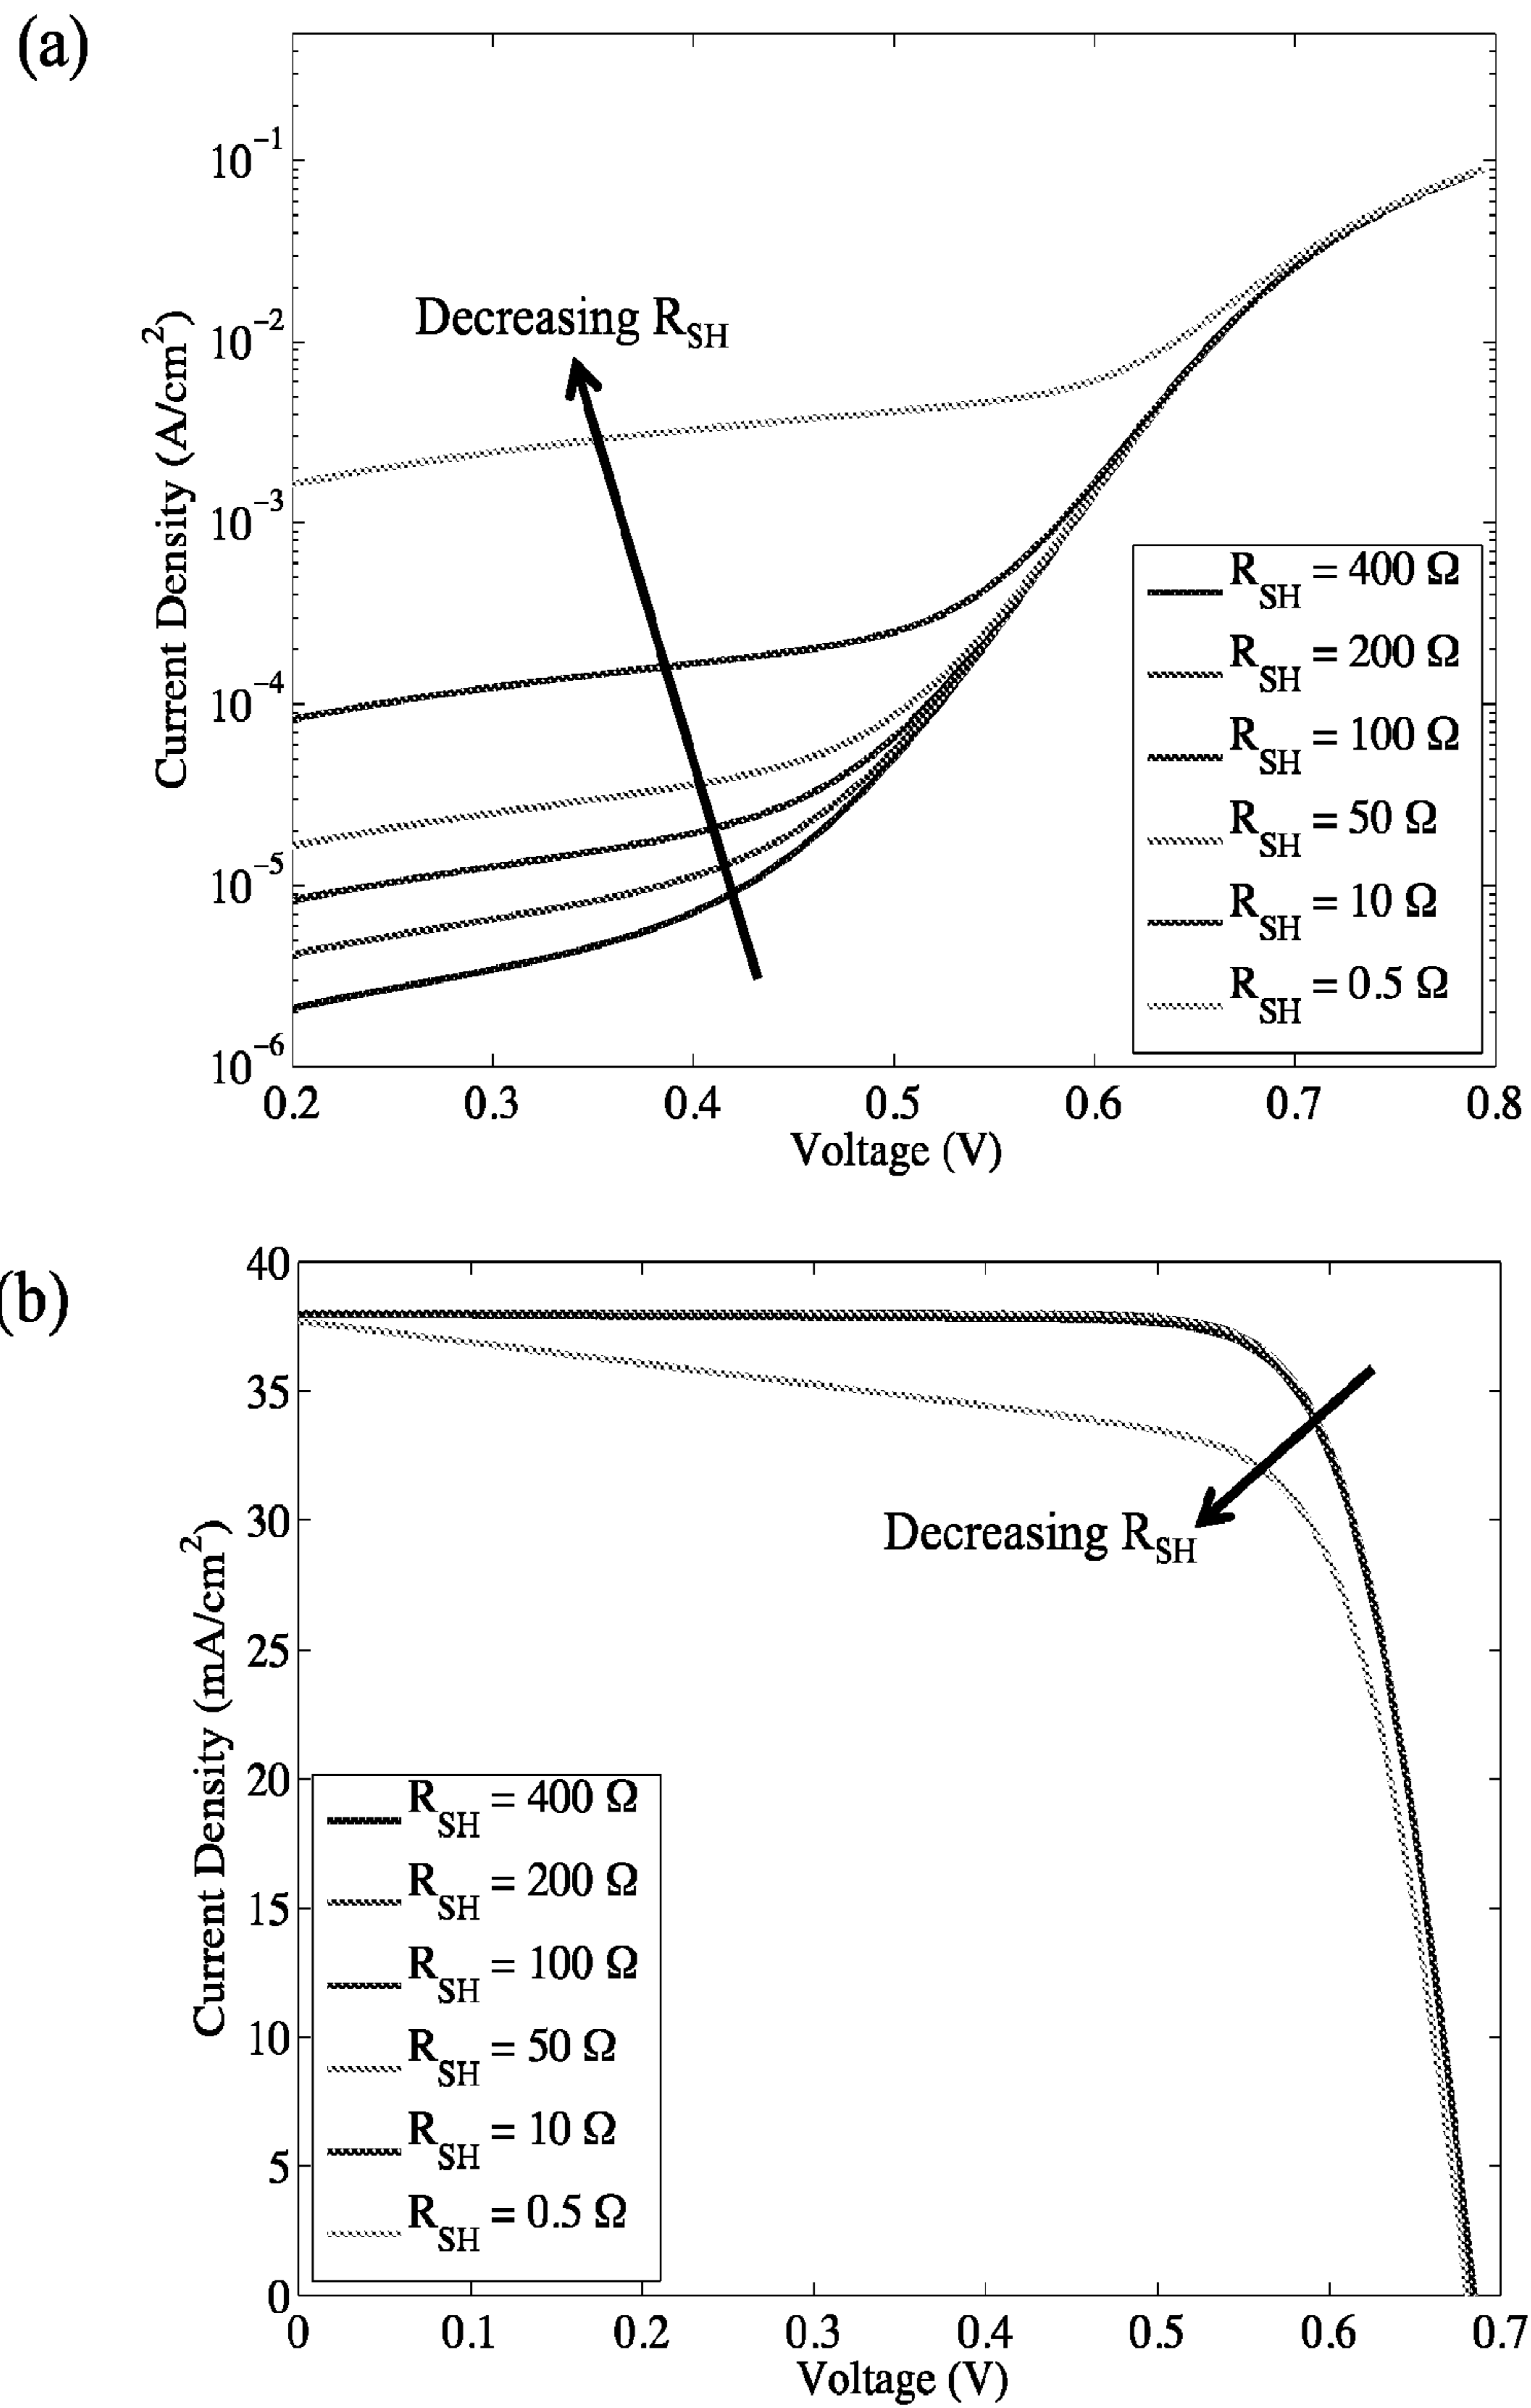 (a)
10⁻¹
10⁻²
10⁻³
10⁻⁴
10⁻⁵
10⁻⁶
Current Density (A/cm²)
Decreasing R_SH
R_SH = 400 Ω
R_SH = 200 Ω
R_SH = 100 Ω
R_SH = 50 Ω
R_SH = 10 Ω
R_SH = 0.5 Ω
0.2 0.3 0.4 0.5 0.6 0.7 0.8
Voltage (V)
(b)
40
35
30
25
20
15
10
5
0
Current Density (mA/cm²)
Decreasing R_SH
R_SH = 400 Ω
R_SH = 200 Ω
R_SH = 100 Ω
R_SH = 50 Ω
R_SH = 10 Ω
R_SH = 0.5 Ω
0 0.1 0.2 0.3 0.4 0.5 0.6 0.7
Voltage (V)